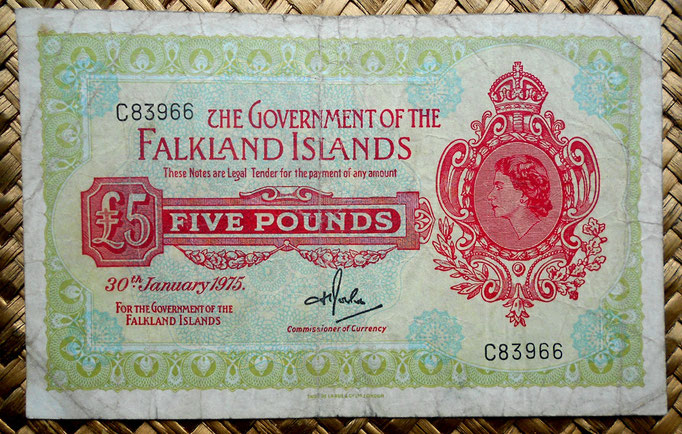 C83966
THE GOVERNMENT OF THE
FALKLAND ISLANDS
These Notes are Legal Tender for the payment of any amount
£5
FIVE POUNDS
30th January 1975.
FOR THE GOVERNMENT OF THE
FALKLAND ISLANDS
Commissioner of Currency
C83966